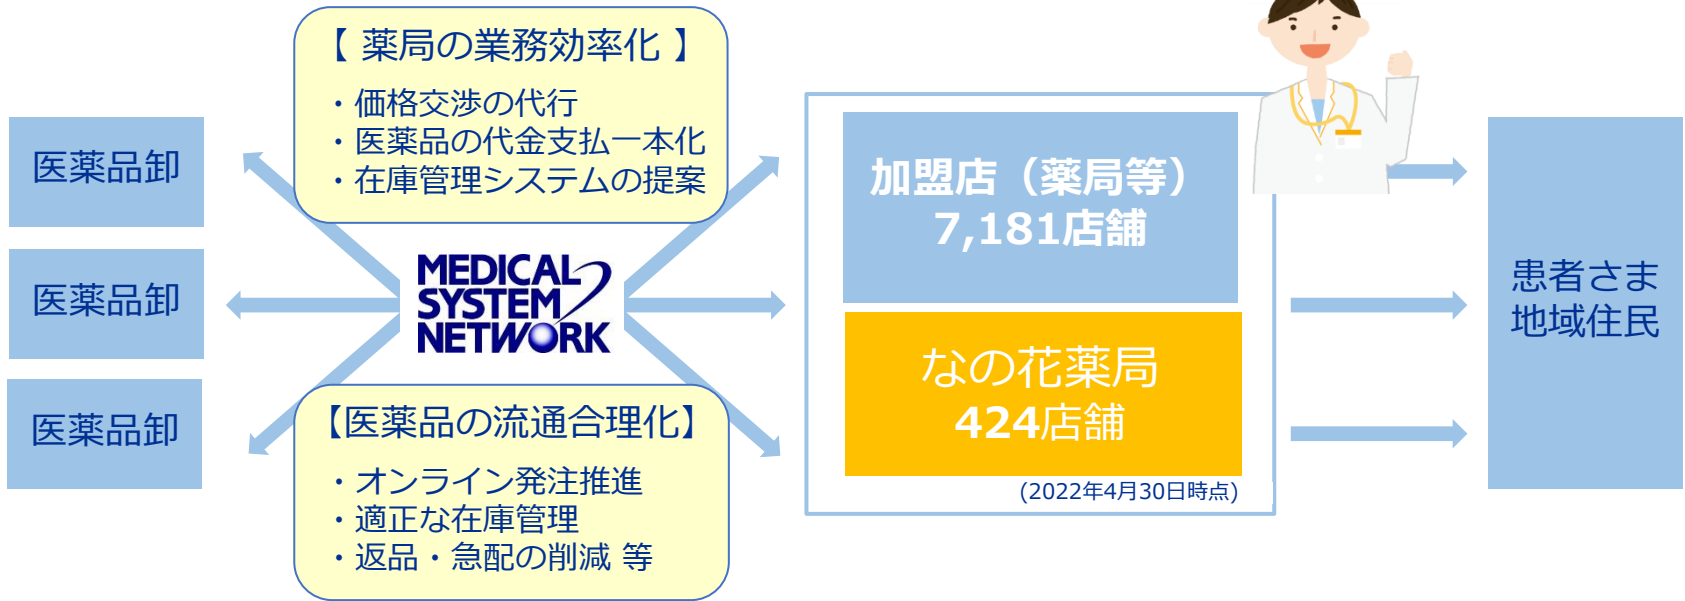 医薬品卸
医薬品卸
医薬品卸
【 薬局の業務効率化 】
・価格交渉の代行
・医薬品の代金支払一本化
・在庫管理システムの提案
MEDICAL
SYSTEM
NETWORK
【医薬品の流通合理化】
・オンライン発注推進
・適正な在庫管理
・返品・急配の削減 等
加盟店（薬局等）
7,181店舗
なの花薬局
424店舗
(2022年4月30日時点)
患者さま
地域住民